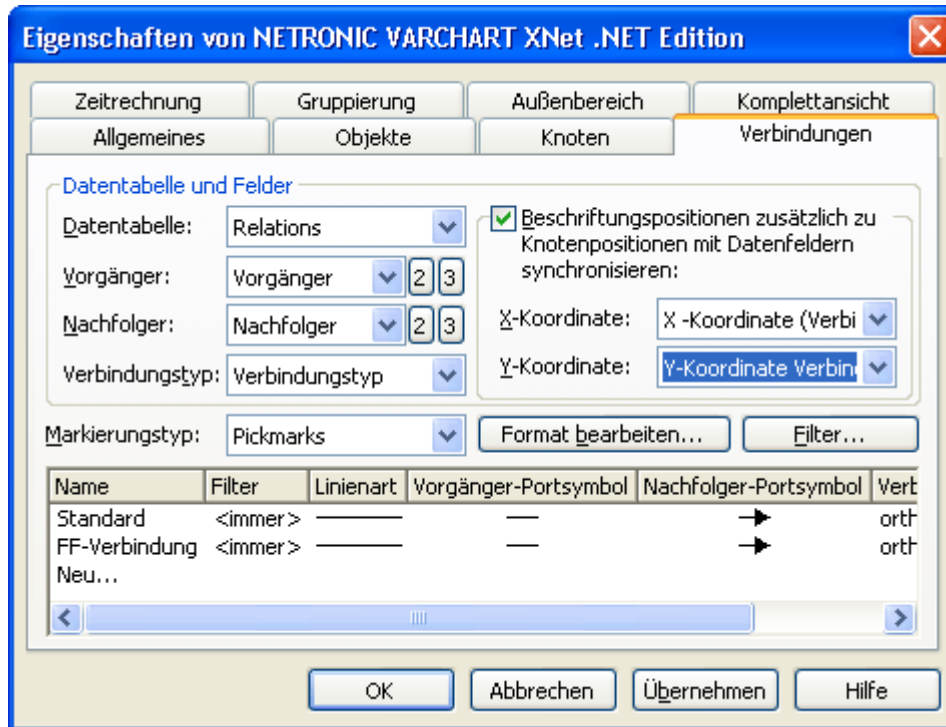 Eigenschaften von NETRONIC VARCHART XNet .NET Edition
Zeitrechnung Gruppierung Außenbereich Komplettansicht
Allgemeines Objekte Knoten Verbindungen
Datentabelle und Felder
Datentabelle: Relations
Vorgänger: Vorgänger 2 3
Nachfolger: Nachfolger 2 3
Verbindungstyp: Verbindungstyp
Beschriftungspositionen zusätzlich zu
Knotenpositionen mit Datenfeldern
synchronisieren:
X-Koordinate: X -Koordinate (Verbi
Y-Koordinate: Y-Koordinate Verbin
Markierungstyp: Pickmarks Format bearbeiten... Filter...
Name Filter Linienart Vorgänger-Portsymbol Nachfolger-Portsymbol Verb
Standard <immer> orth
FF-Verbindung <immer> orth
Neu...
OK Abbrechen Übernehmen Hilfe